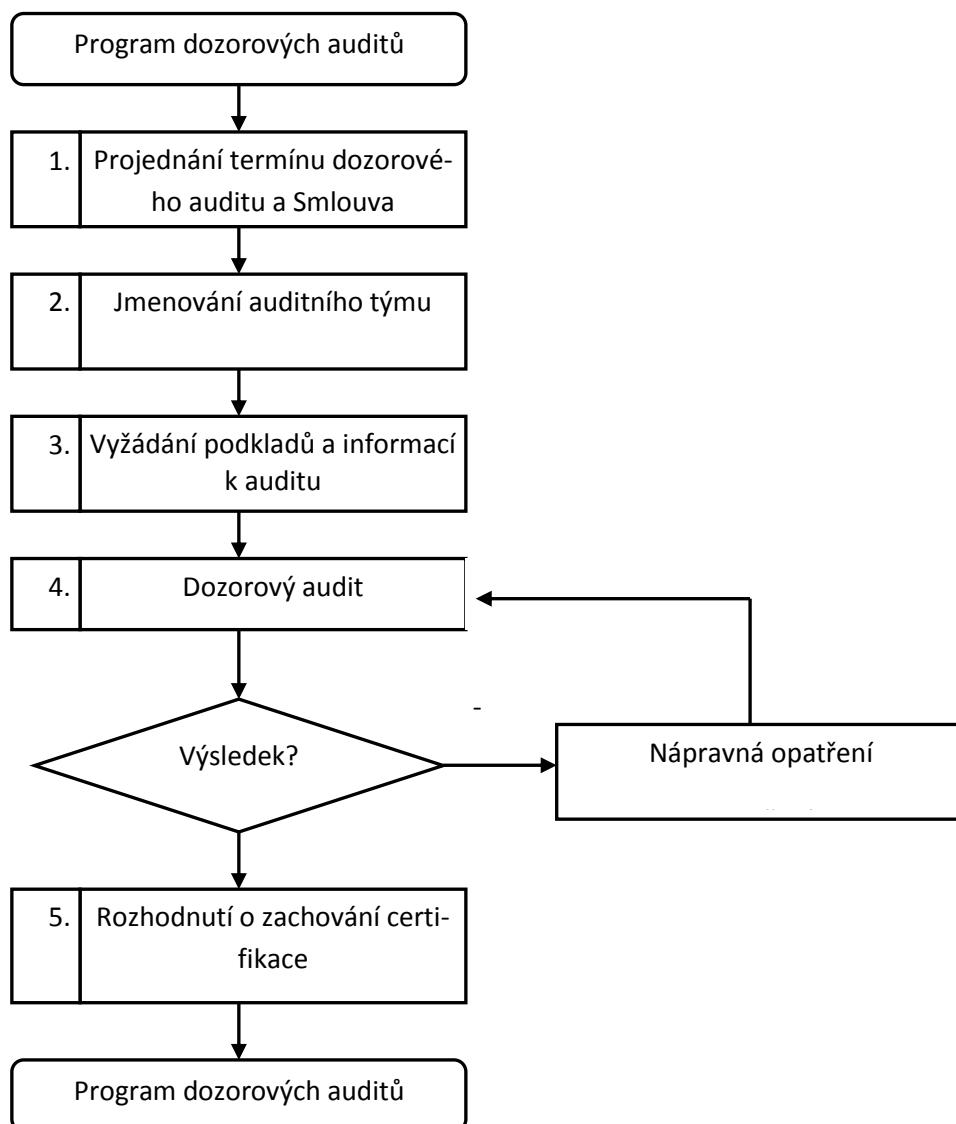 Program dozorových auditů
1. Projednání termínu dozorové-
ho auditu a Smlouva
2. Jmenování auditního týmu
3. Vyžádání podkladů a informací
k auditu
4. Dozorový audit
-
Výsledek?
Nápravná opatření
5. Rozhodnutí o zachování certi-
fikace
Program dozorových auditů